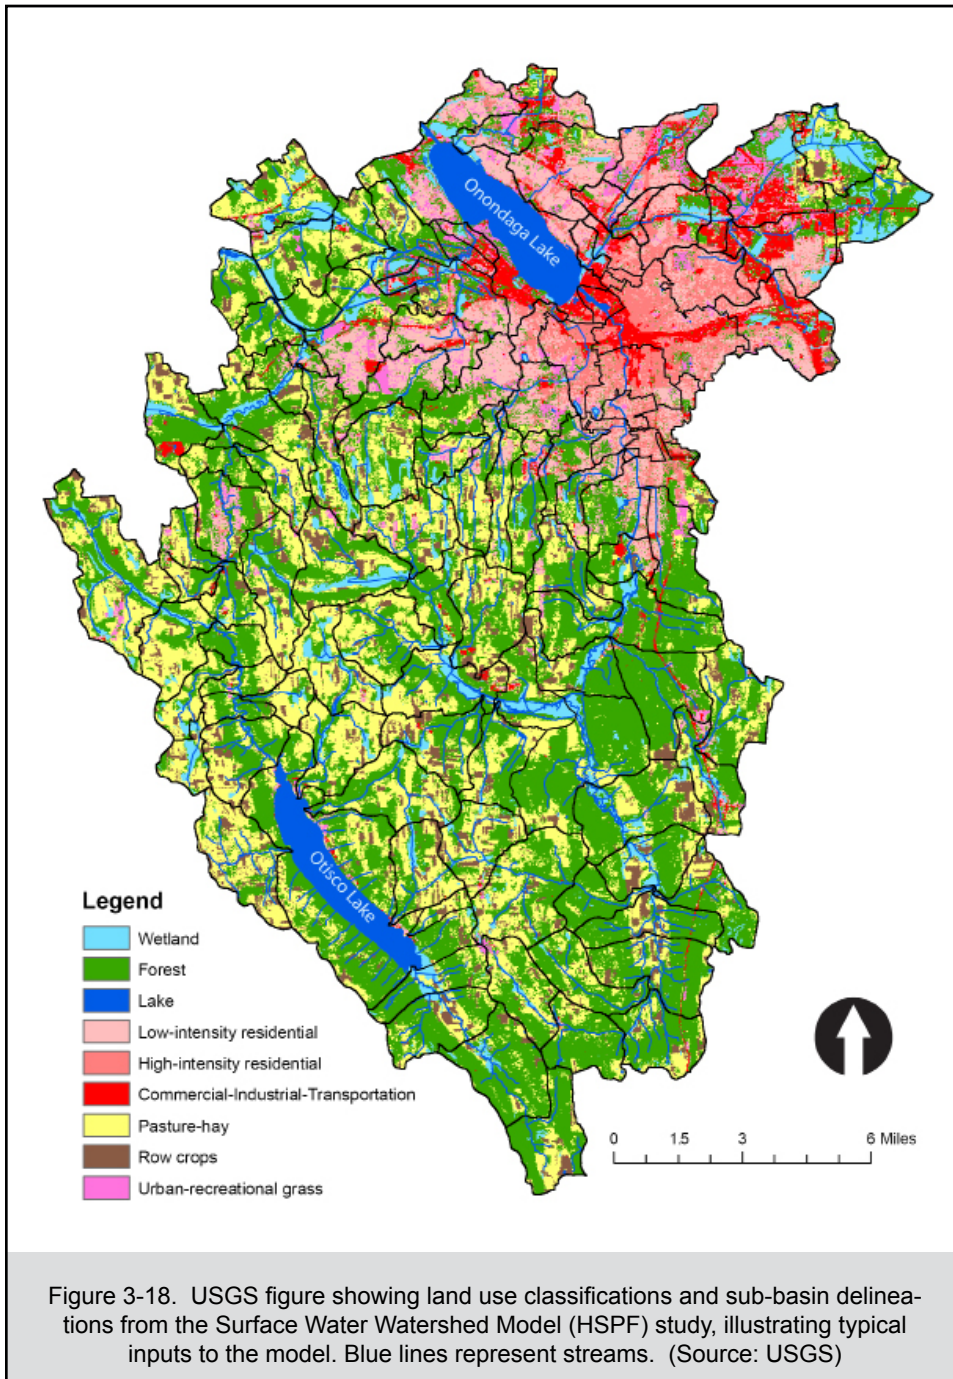 Onondaga Lake
Otisco Lake
Legend
Wetland
Forest
Lake
Low-intensity residential
High-intensity residential
Commercial-Industrial-Transportation
Pasture-hay
Row crops
Urban-recreational grass
0 1.5 3 6 Miles
Figure 3-18. USGS figure showing land use classifications and sub-basin delinea-
tions from the Surface Water Watershed Model (HSPF) study, illustrating typical
inputs to the model. Blue lines represent streams. (Source: USGS)